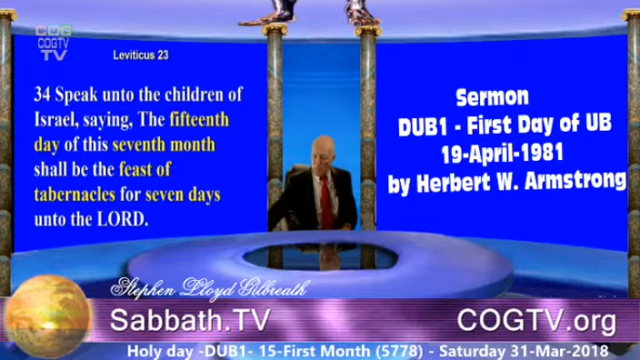 COG
COGTV
TV
Leviticus 23
34 Speak unto the children of
Israel, saying, The fifteenth
day of this seventh month
shall be the feast of
tabernacles for seven days
unto the LORD.
Sermon
DUB1 - First Day of UB
19-April-1981
by Herbert W. Armstrong
Stephen Lloyd Gilbreath
Sabbath.TV
COGTV.org
Holy day -DUB1- 15-First Month (5778) - Saturday 31-Mar-2018